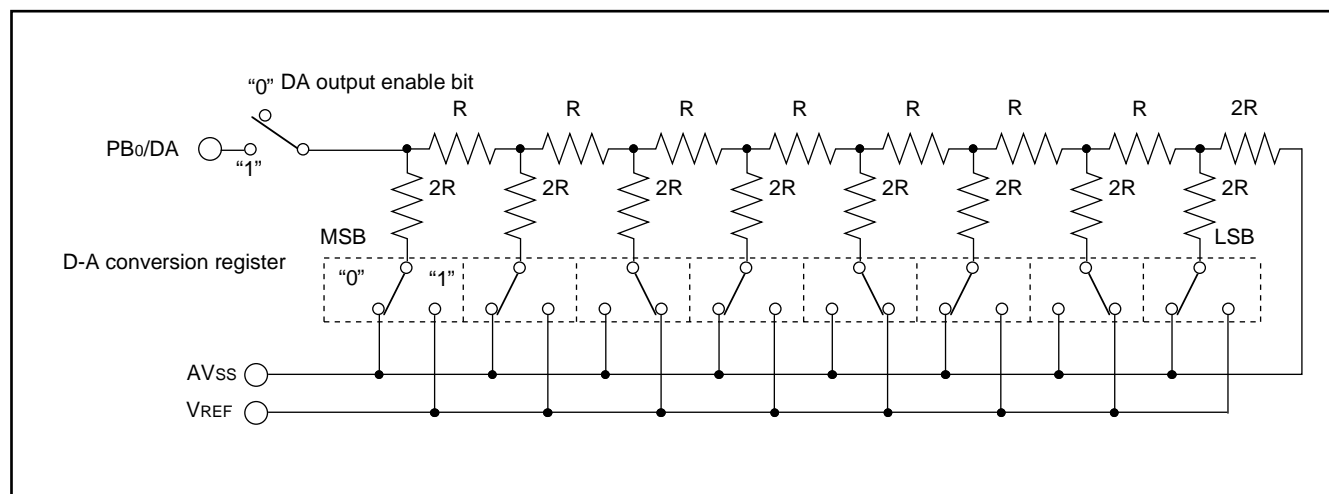 “0” DA output enable bit
R R R R R R R 2R
PB0/DA
“1”
2R 2R 2R 2R 2R 2R 2R 2R
MSB LSB
D-A conversion register
“0” “1”
AVSS
VREF